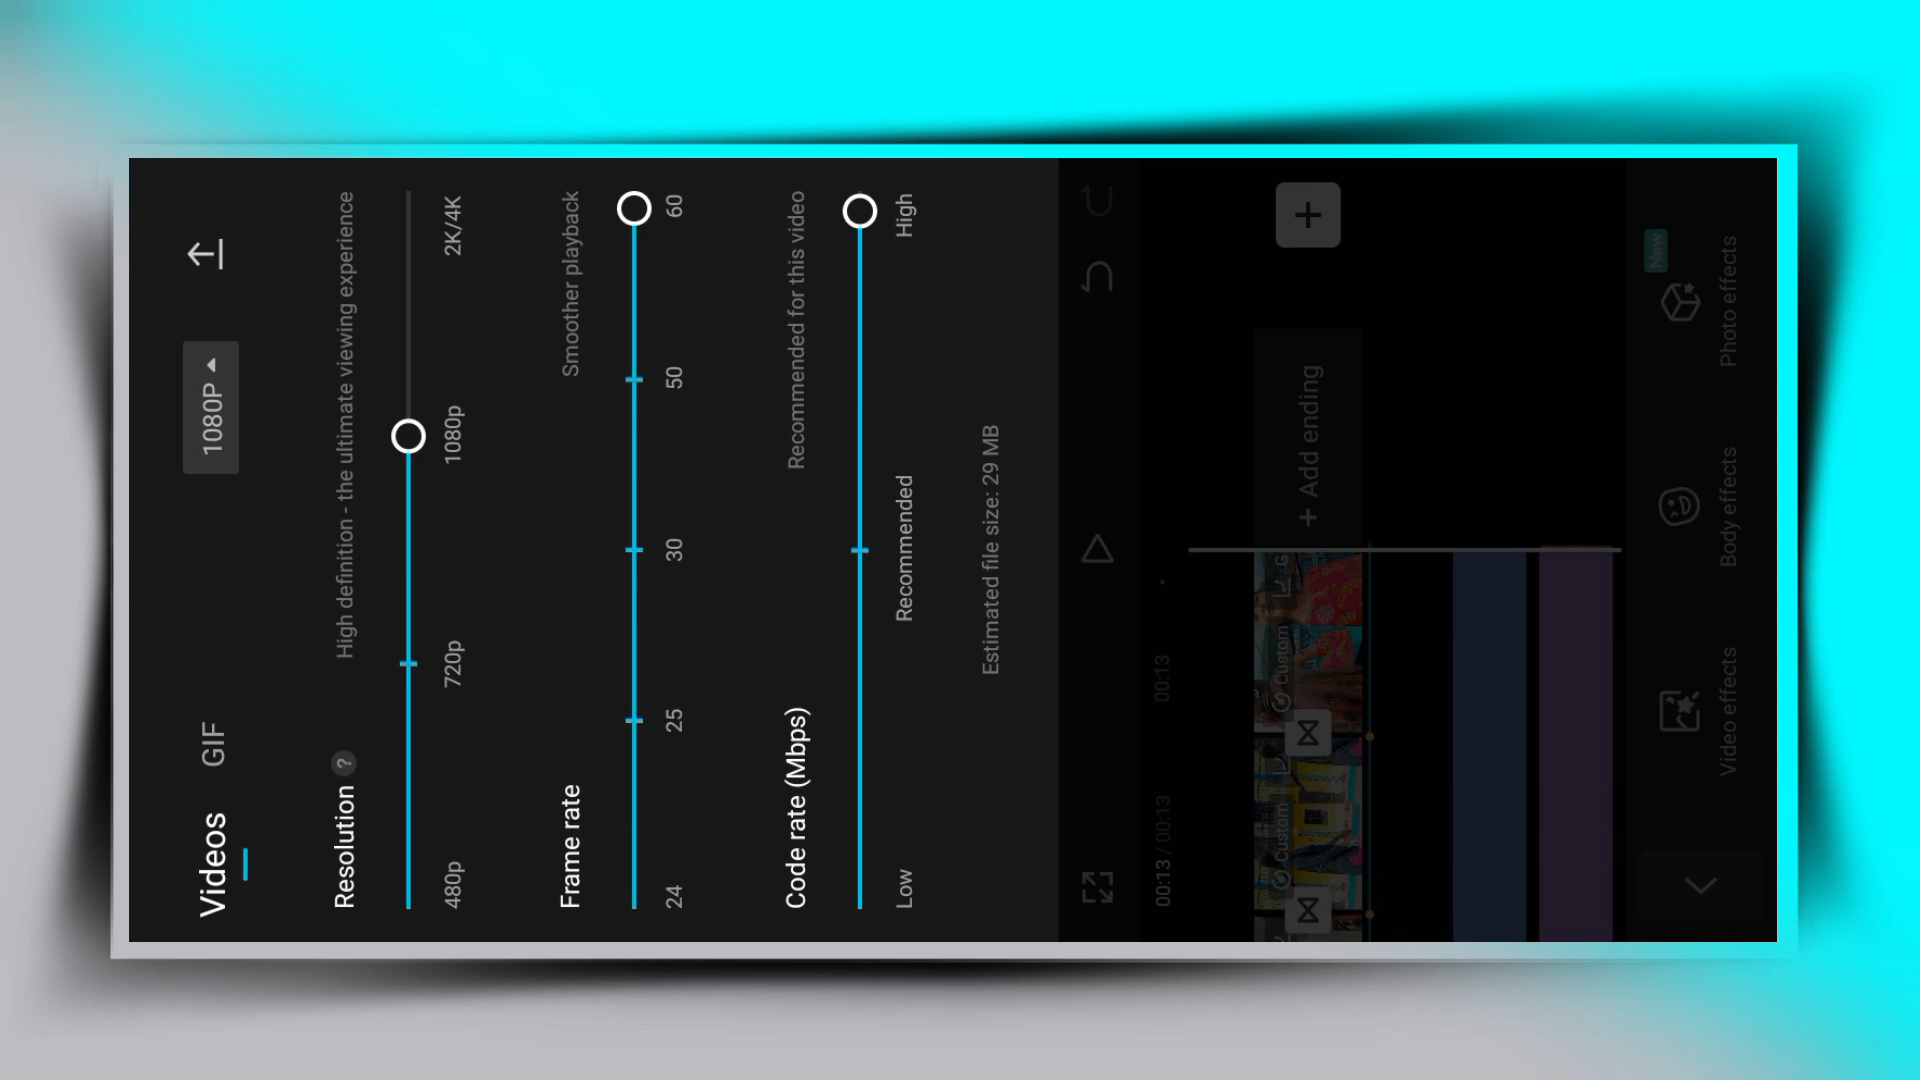 Videos GIF 1080P
Resolution ? High definition - the ultimate viewing experience
480p 720p 1080p 2K/4K
Frame rate Smoother playback
24 25 30 50 60
Code rate (Mbps) Recommended for this video
Low Recommended High
Estimated file size: 29 MB
00:13 / 00:13 00:13
Custom Custom G
+ Add ending
New
Video effects Body effects Photo effects